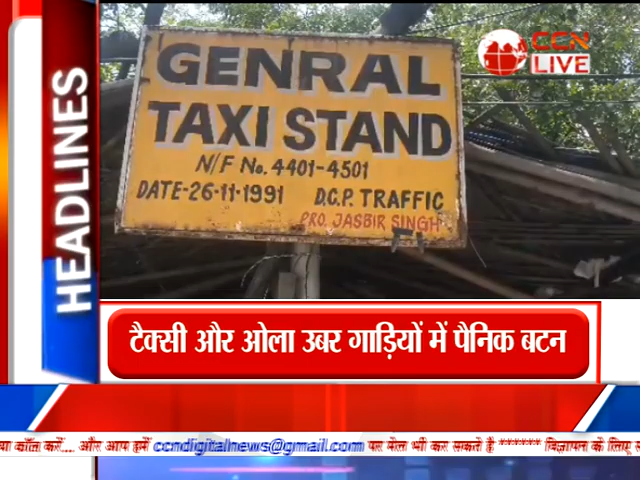 GENRAL
TAXI STAND
N/F No. 4401-4501
DATE-26-11-1991 D.C.P. TRAFFIC
PRO. JASBIR SINGH
CCN
LIVE
HEADLINES
टैक्सी और ओला उबर गाड़ियों में पैनिक बटन
कॉल करें... और आप हमें ccndigitalnews@gmail.com पर मेल भी कर सकते है ******* विज्ञापन के लिए